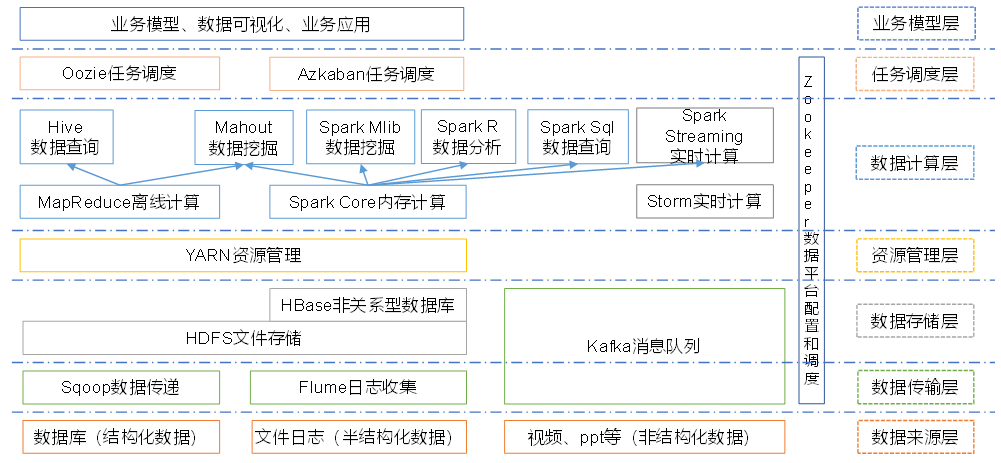 业务模型、数据可视化、业务应用
业务模型层
Oozie任务调度
Azkaban任务调度
任务调度层
Hive
数据查询
Mahout
数据挖掘
Spark Mlib
数据挖掘
Spark R
数据分析
Spark Sql
数据查询
Spark
Streaming
实时计算
数据计算层
MapReduce离线计算
Spark Core内存计算
Storm实时计算
Zookeeper数据平台配置和调度
YARN资源管理
资源管理层
HBase非关系型数据库
HDFS文件存储
Kafka消息队列
数据存储层
Sqoop数据传递
Flume日志收集
数据传输层
数据库（结构化数据）
文件日志（半结构化数据）
视频、ppt等（非结构化数据）
数据来源层